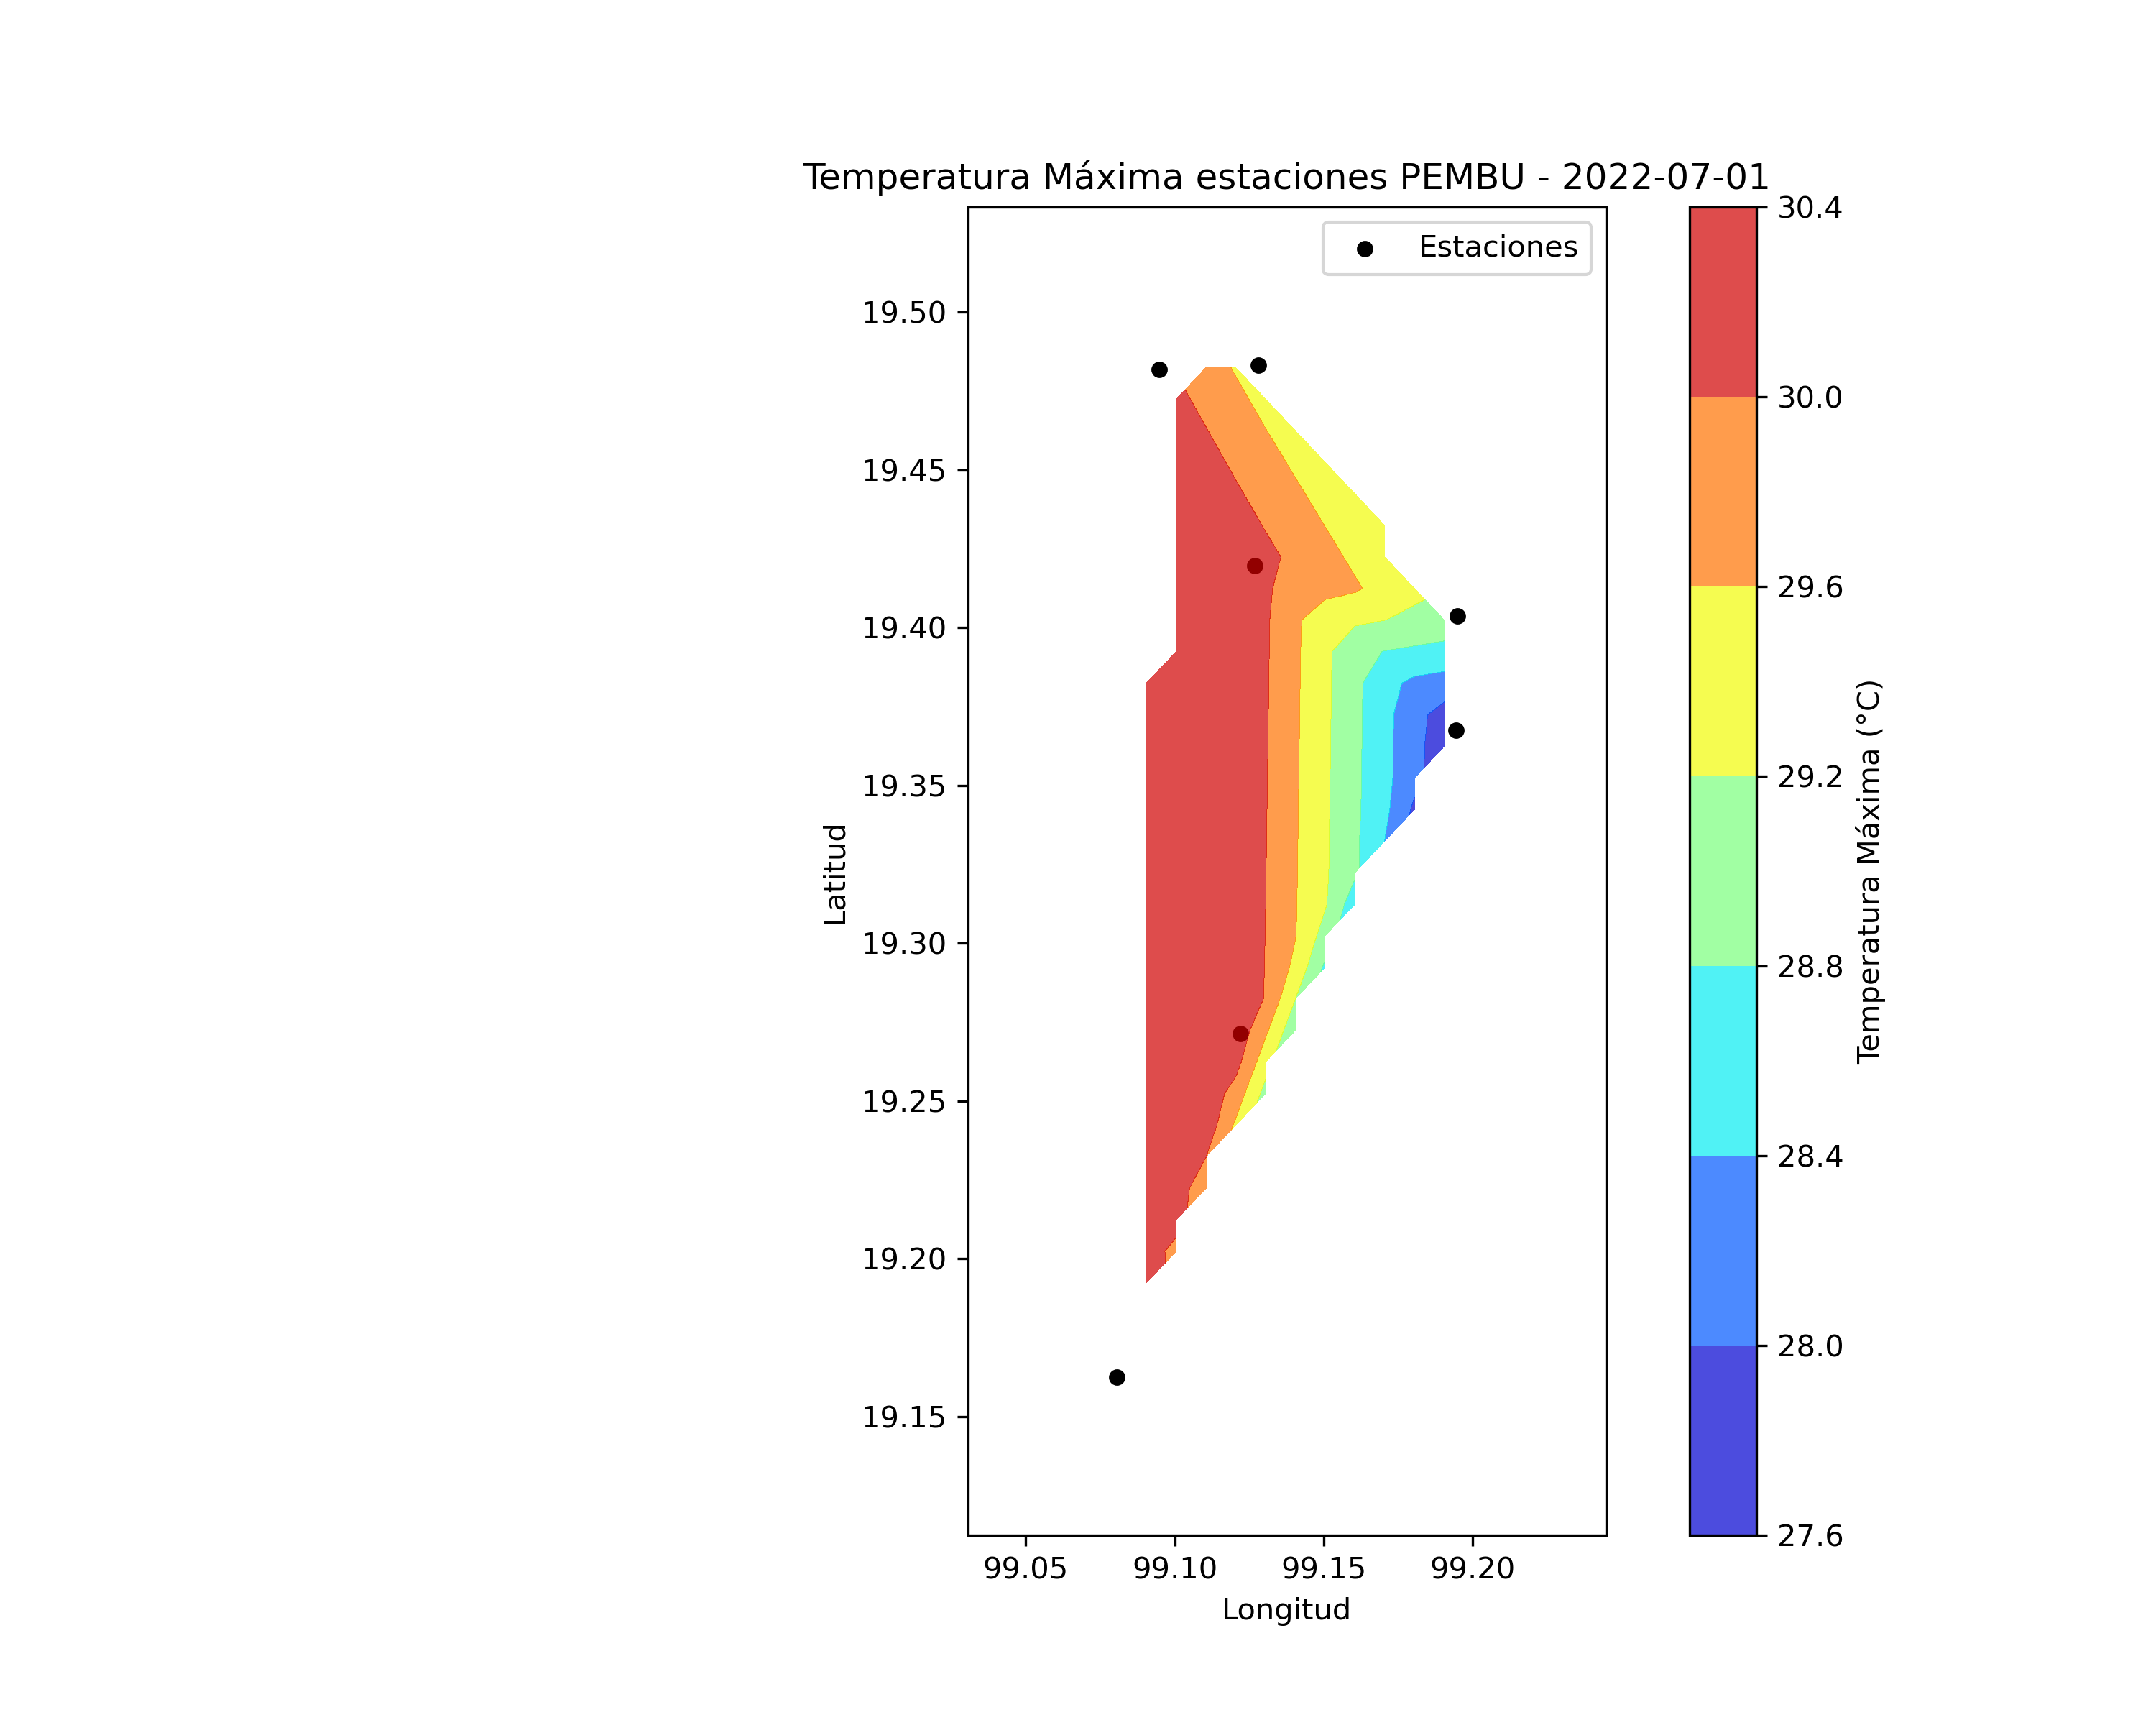 Temperatura Máxima estaciones PEMBU - 2022-07-01
Estaciones
19.50
19.45
19.40
19.35
19.30
19.25
19.20
19.15
Latitud
99.05 99.10 99.15 99.20
Longitud
30.4
30.0
29.6
29.2
28.8
28.4
28.0
27.6
Temperatura Máxima (°C)